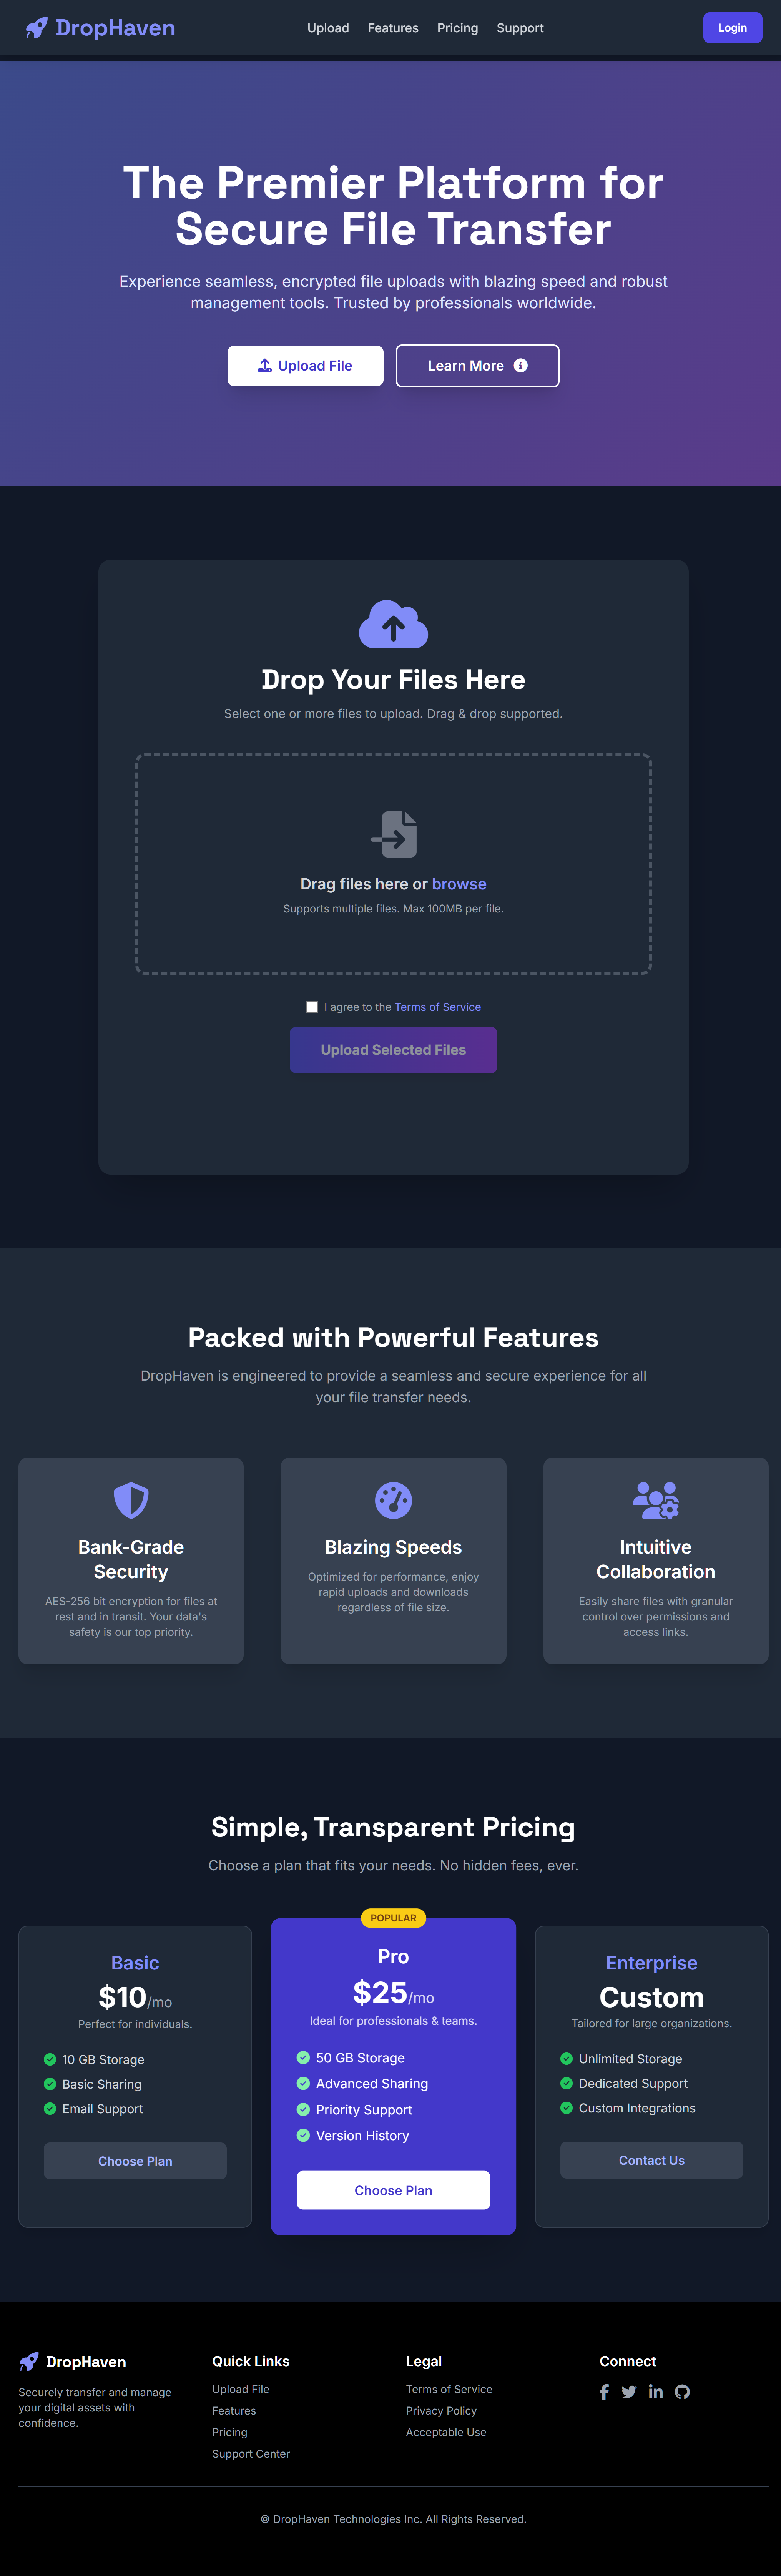 DropHaven
Upload
Features
Pricing
Support
Login
The Premier Platform for
Secure File Transfer
Experience seamless, encrypted file uploads with blazing speed and robust
management tools. Trusted by professionals worldwide.
Upload File
Learn More
Drop Your Files Here
Select one or more files to upload. Drag & drop supported.
Drag files here or browse
Supports multiple files. Max 100MB per file.
I agree to the Terms of Service
Upload Selected Files
Packed with Powerful Features
DropHaven is engineered to provide a seamless and secure experience for all
your file transfer needs.
Bank-Grade
Security
AES-256 bit encryption for files at
rest and in transit. Your data's
safety is our top priority.
Blazing Speeds
Optimized for performance, enjoy
rapid uploads and downloads
regardless of file size.
Intuitive
Collaboration
Easily share files with granular
control over permissions and
access links.
Simple, Transparent Pricing
Choose a plan that fits your needs. No hidden fees, ever.
Basic
$10/mo
Perfect for individuals.
10 GB Storage
Basic Sharing
Email Support
Choose Plan
POPULAR
Pro
$25/mo
Ideal for professionals & teams.
50 GB Storage
Advanced Sharing
Priority Support
Version History
Choose Plan
Enterprise
Custom
Tailored for large organizations.
Unlimited Storage
Dedicated Support
Custom Integrations
Contact Us
DropHaven
Securely transfer and manage
your digital assets with
confidence.
Quick Links
Upload File
Features
Pricing
Support Center
Legal
Terms of Service
Privacy Policy
Acceptable Use
Connect
© DropHaven Technologies Inc. All Rights Reserved.